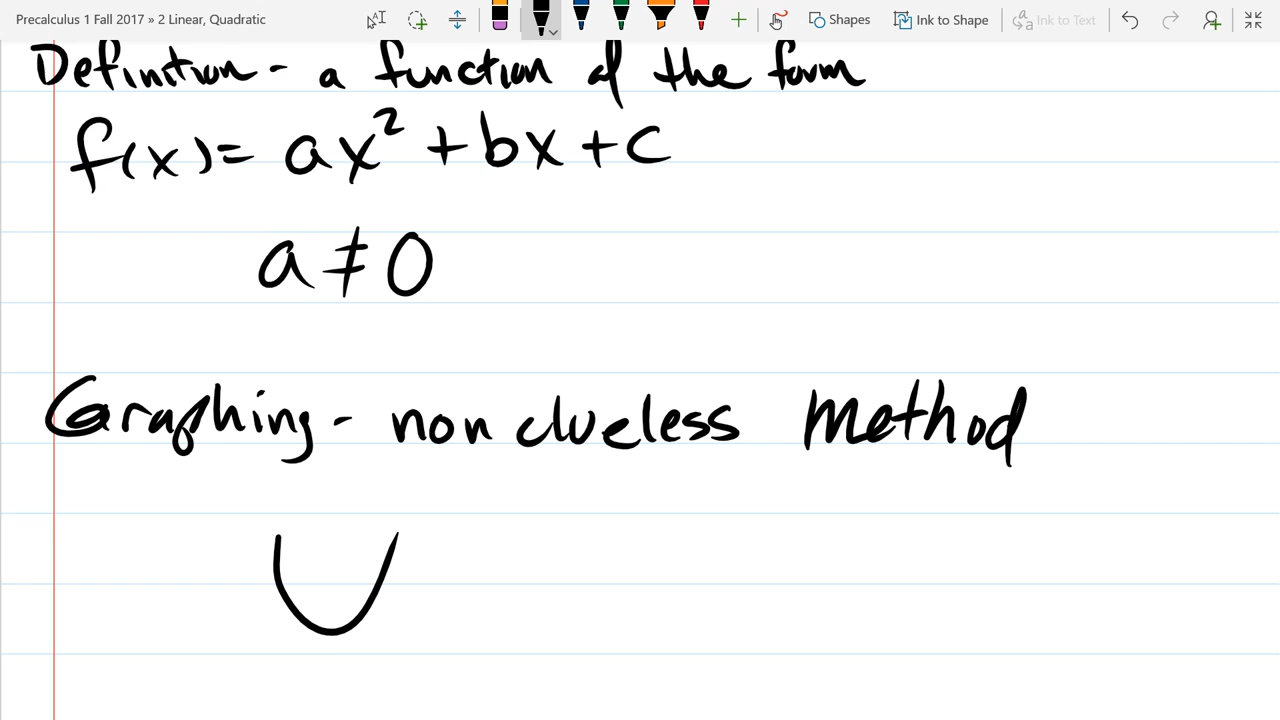 Precalculus 1 Fall 2017 » 2 Linear, Quadratic
Shapes
Ink to Shape
Ink to Text
Definition - a function of the form
f(x) = ax² + bx + c
a ≠ 0
Graphing - non clueless method